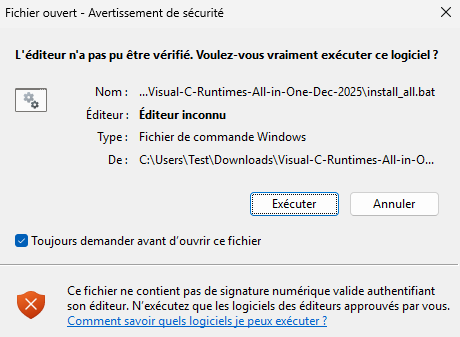 Fichier ouvert - Avertissement de sécurité
L'éditeur n'a pas pu être vérifié. Voulez-vous vraiment exécuter ce logiciel ?
Nom : ...Visual-C-Runtimes-All-in-One-Dec-2025\install_all.bat
Éditeur : Éditeur inconnu
Type : Fichier de commande Windows
De : C:\Users\Test\Downloads\Visual-C-Runtimes-All-in-O...
Exécuter Annuler
Toujours demander avant d'ouvrir ce fichier
Ce fichier ne contient pas de signature numérique valide authentifiant
son éditeur. N'exécutez que les logiciels des éditeurs approuvés par vous.
Comment savoir quels logiciels je peux exécuter ?